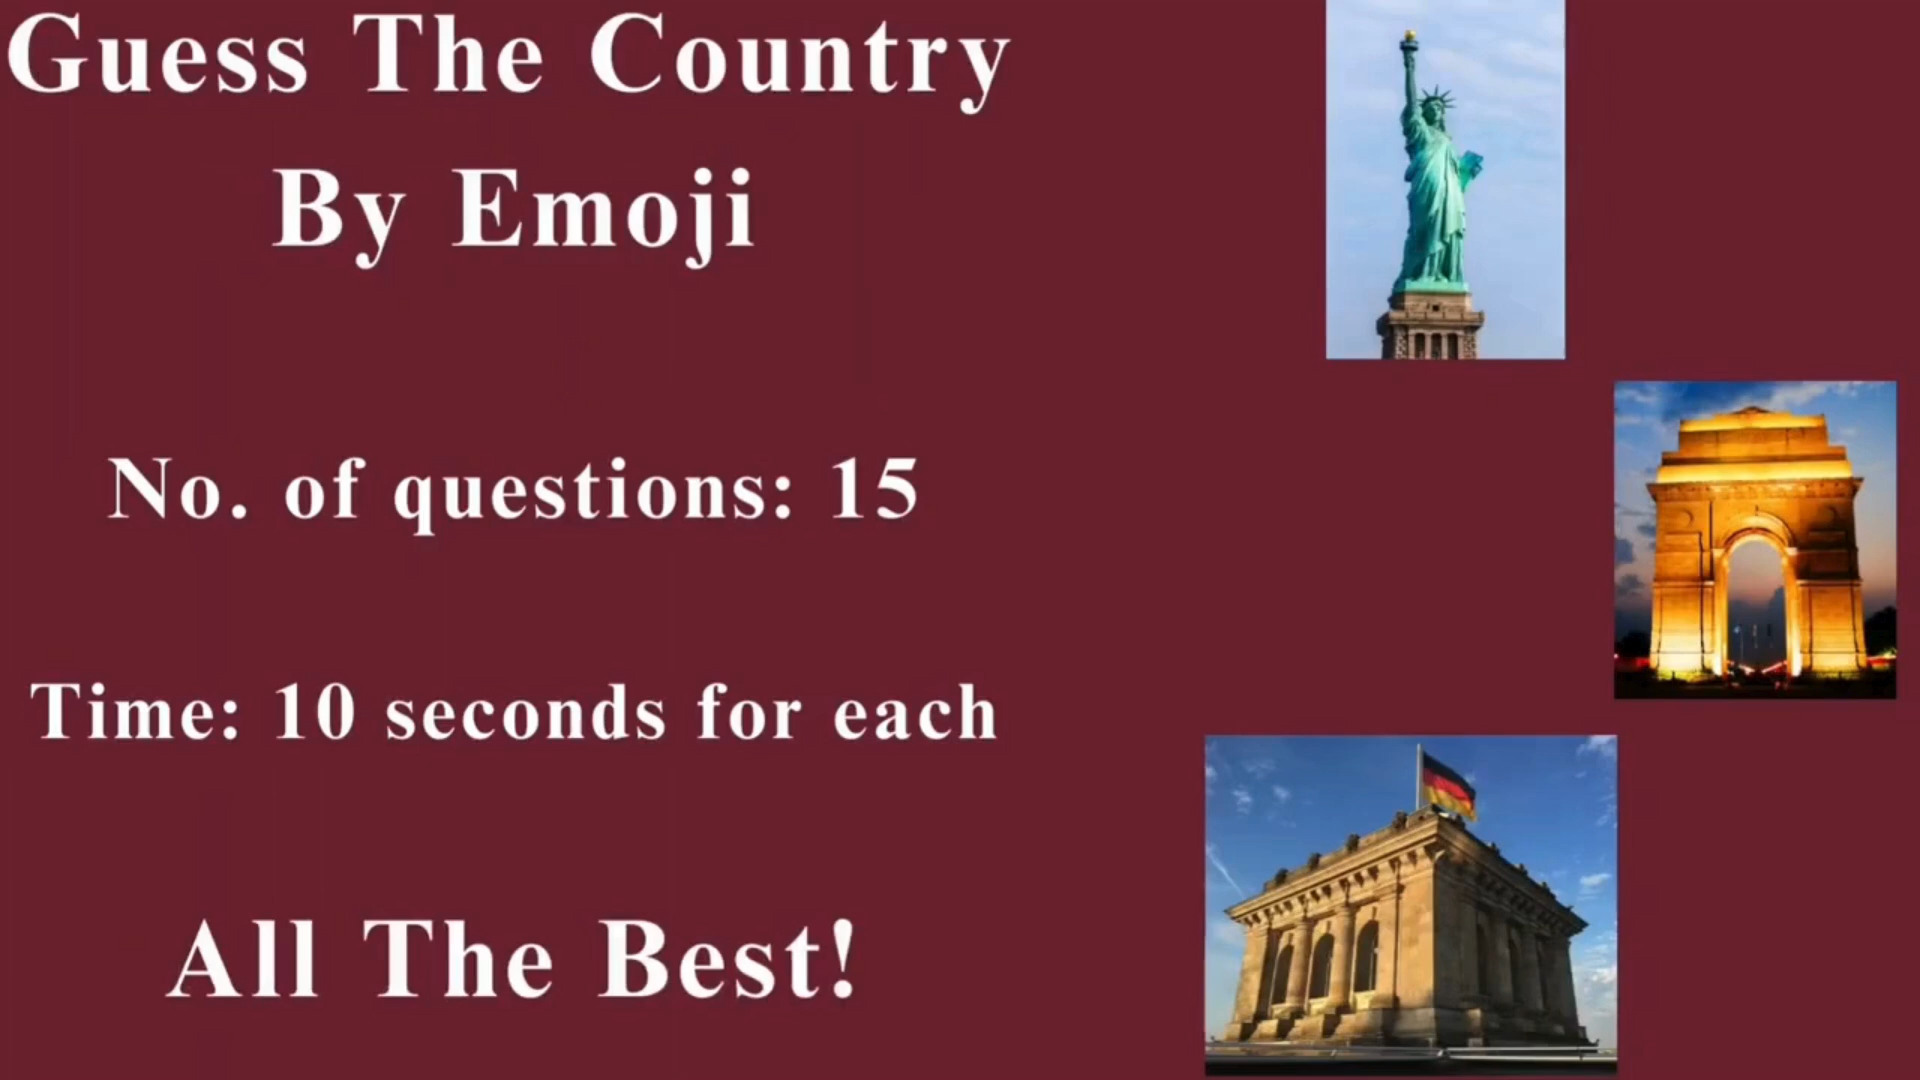 Guess The Country
By Emoji
No. of questions: 15
Time: 10 seconds for each
All The Best!